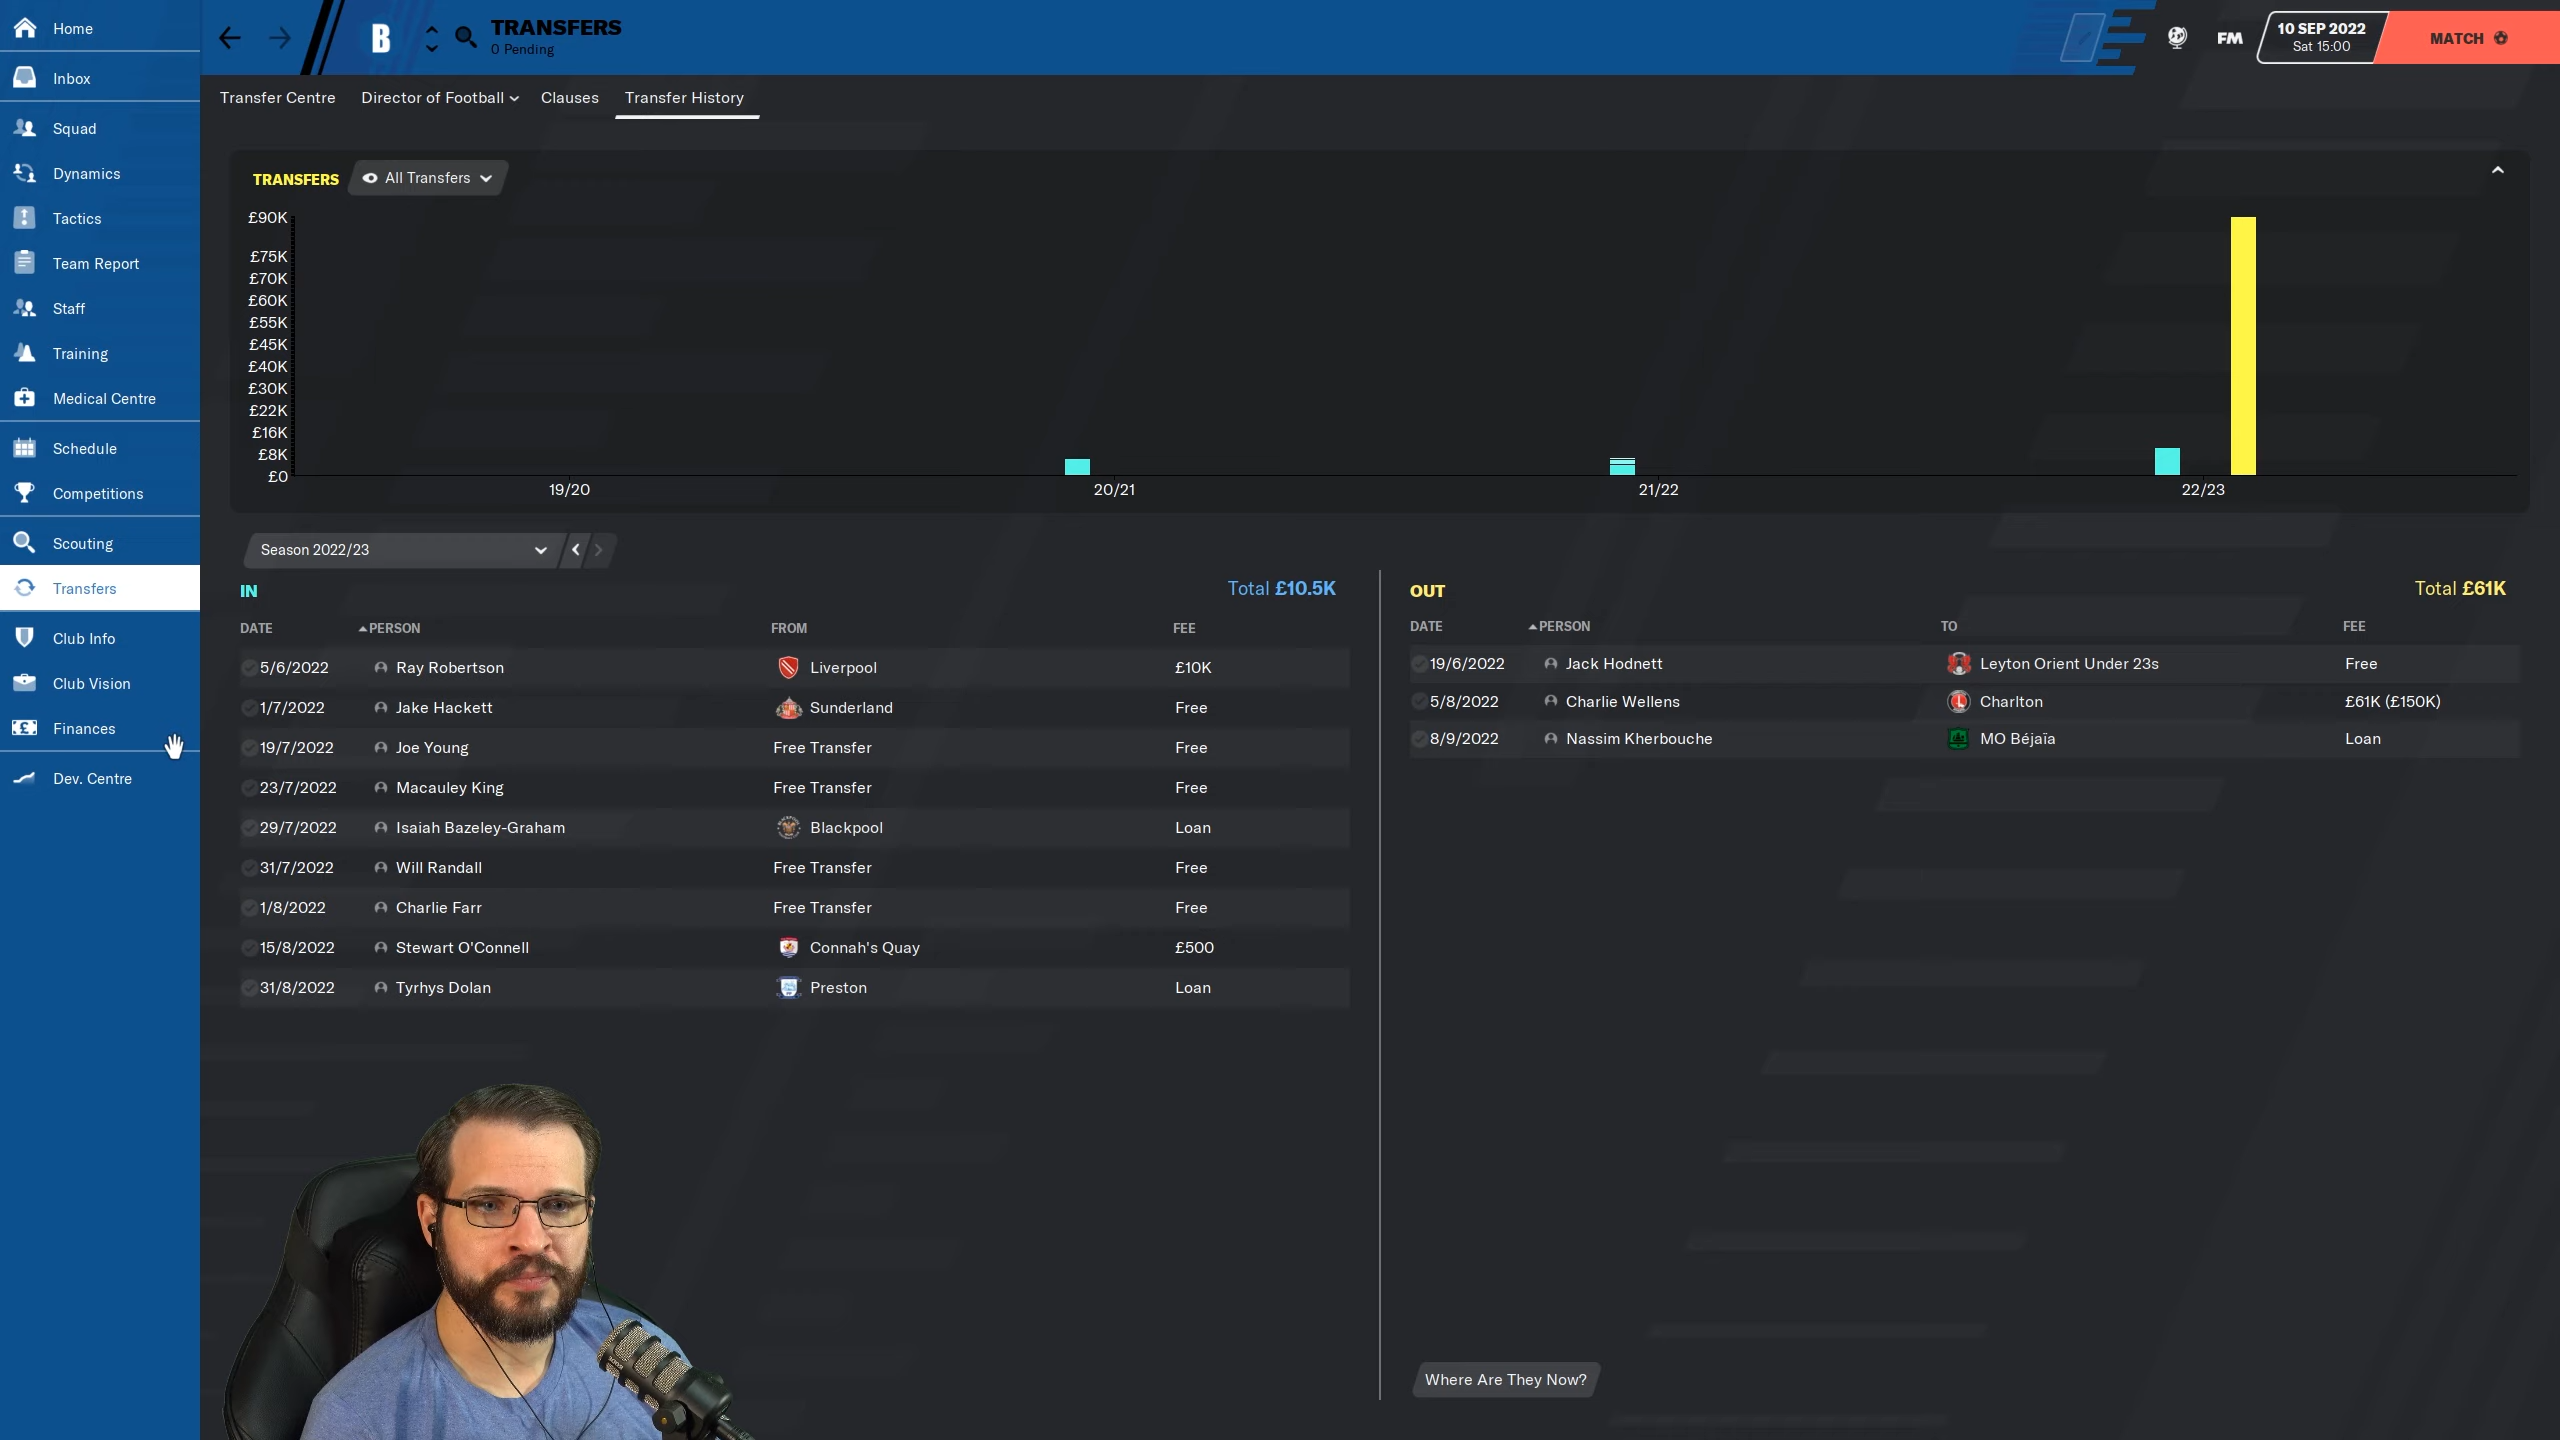 Home
Inbox
Squad
Dynamics
Tactics
Team Report
Staff
Training
Medical Centre
Schedule
Competitions
Scouting
Transfers
Club Info
Club Vision
Finances
Dev. Centre
B
TRANSFERS
0 Pending
FM
10 SEP 2022
Sat 15:00
MATCH
Transfer Centre
Director of Football
Clauses
Transfer History
TRANSFERS
All Transfers
£90K
£75K
£70K
£60K
£55K
£45K
£40K
£30K
£22K
£16K
£8K
£0
19/20
20/21
21/22
22/23
Season 2022/23
IN
Total £10.5K
DATE PERSON FROM FEE
5/6/2022 Ray Robertson Liverpool £10K
1/7/2022 Jake Hackett Sunderland Free
19/7/2022 Joe Young Free Transfer Free
23/7/2022 Macauley King Free Transfer Free
29/7/2022 Isaiah Bazeley-Graham Blackpool Loan
31/7/2022 Will Randall Free Transfer Free
1/8/2022 Charlie Farr Free Transfer Free
15/8/2022 Stewart O'Connell Connah's Quay £500
31/8/2022 Tyrhys Dolan Preston Loan
OUT
Total £61K
DATE PERSON TO FEE
19/6/2022 Jack Hodnett Leyton Orient Under 23s Free
5/8/2022 Charlie Wellens Charlton £61K (£150K)
8/9/2022 Nassim Kherbouche MO Béjaïa Loan
Where Are They Now?